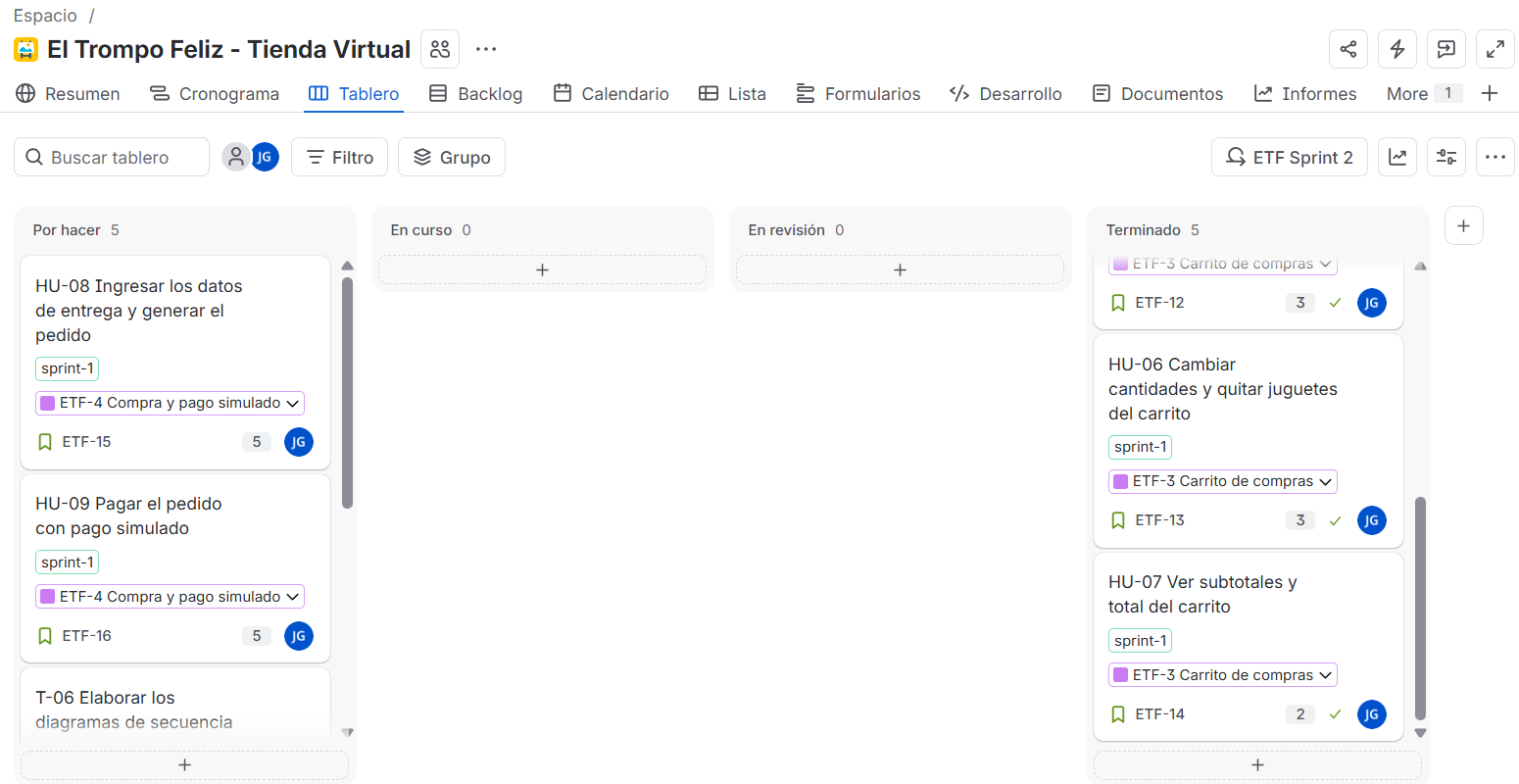 Espacio /
El Trompo Feliz - Tienda Virtual
Resumen
Cronograma
Tablero
Backlog
Calendario
Lista
Formularios
Desarrollo
Documentos
Informes
More 1
Buscar tablero
JG
Filtro
Grupo
ETF Sprint 2
Por hacer 5
HU-08 Ingresar los datos
de entrega y generar el
pedido
sprint-1
ETF-4 Compra y pago simulado
ETF-15 5 JG
HU-09 Pagar el pedido
con pago simulado
sprint-1
ETF-4 Compra y pago simulado
ETF-16 5 JG
T-06 Elaborar los
diagramas de secuencia
En curso 0
En revisión 0
Terminado 5
ETF-3 Carrito de compras
ETF-12 3 JG
HU-06 Cambiar
cantidades y quitar juguetes
del carrito
sprint-1
ETF-3 Carrito de compras
ETF-13 3 JG
HU-07 Ver subtotales y
total del carrito
sprint-1
ETF-3 Carrito de compras
ETF-14 2 JG